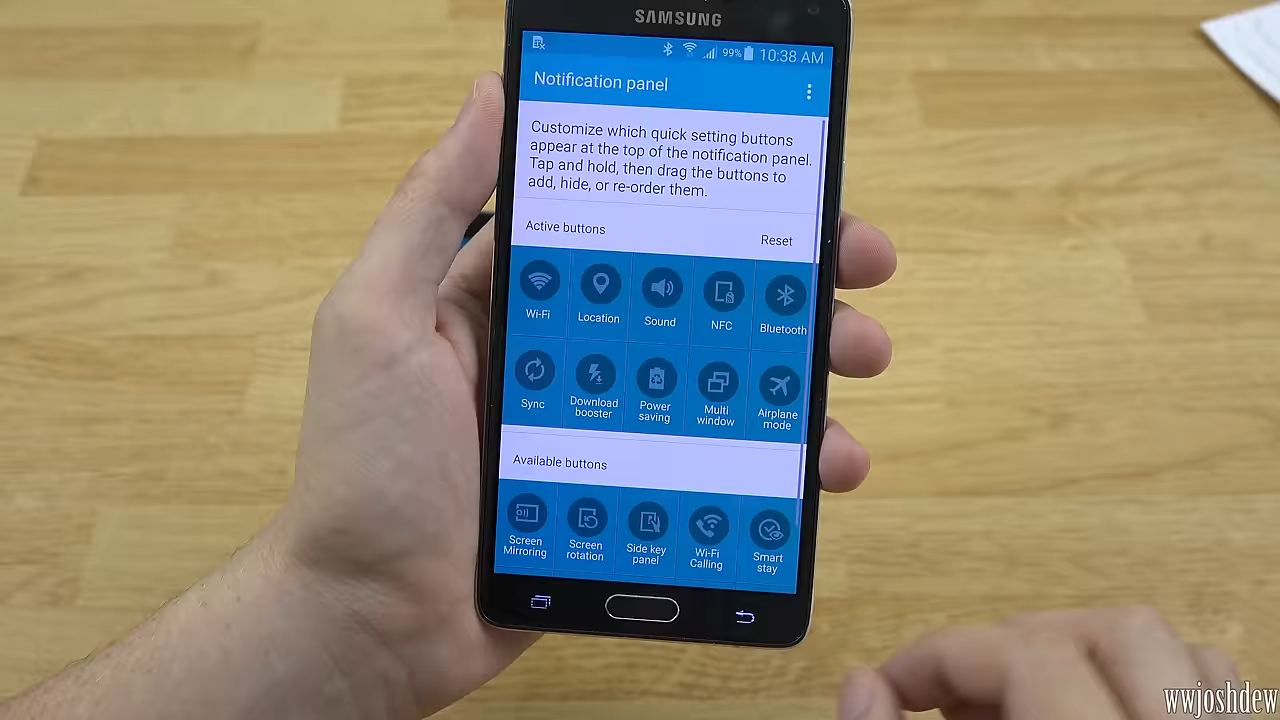 SAMSUNG
99% 10:38 AM
Notification panel
Customize which quick setting buttons
appear at the top of the notification panel.
Tap and hold, then drag the buttons to
add, hide, or re-order them.
Active buttons
Reset
Wi-Fi Location Sound NFC Bluetooth
Sync Download booster Power saving Multi window Airplane mode
Available buttons
Screen Mirroring Screen rotation Side key panel Wi-Fi Calling Smart stay
wwjoshdew